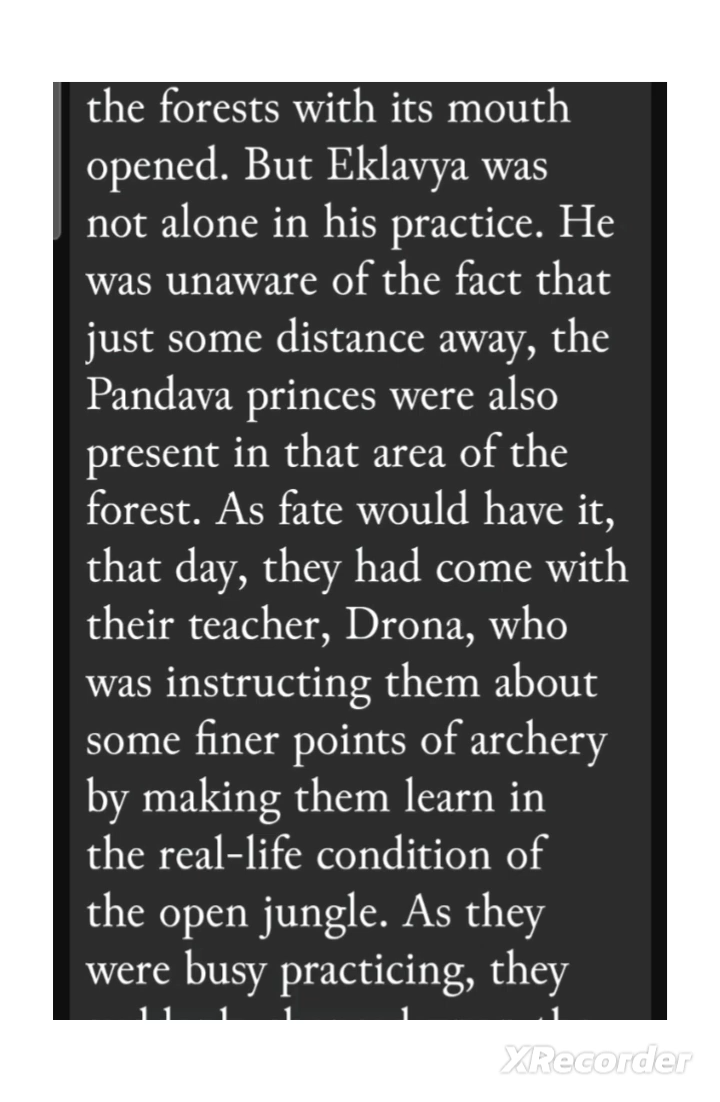 the forests with its mouth
opened. But Eklavya was
not alone in his practice. He
was unaware of the fact that
just some distance away, the
Pandava princes were also
present in that area of the
forest. As fate would have it,
that day, they had come with
their teacher, Drona, who
was instructing them about
some finer points of archery
by making them learn in
the real-life condition of
the open jungle. As they
were busy practicing, they
XRecorder